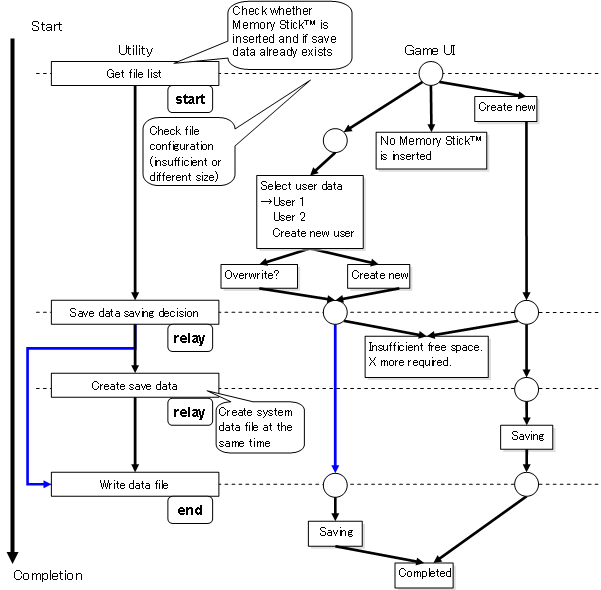 Start
Check whether
Memory Stick™ is
inserted and if save
data already exists
Utility
Game UI
Get file list
start
Create new
Check file
configuration
(insufficient or
different size)
No Memory Stick™
is inserted
Select user data
→User 1
User 2
Create new user
Overwrite?
Create new
Save data saving decision
relay
Insufficient free space.
X more required.
Create save data
relay
Create system
data file at the
same time
Saving
Write data file
end
Saving
Completed
Completion